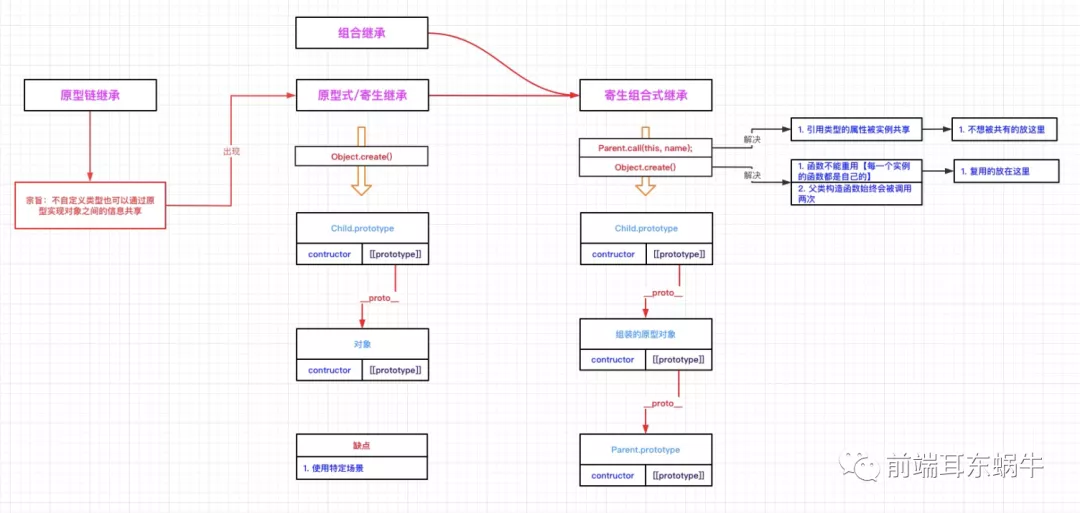 组合继承
原型链继承
原型式/寄生继承
寄生组合式继承
出现
宗旨：不自定义类型也可以通过原
型实现对象之间的信息共享
Object.create()
Parent.call(this, name);
Object.create()
解决
解决
1. 引用类型的属性被实例共享
1. 不想被共有的放这里
1. 函数不能重用【每一个实例
的函数都是自己的】
2. 父类构造函数始终会被调用
两次
1. 复用的放在这里
Child.prototype
contructor
[[prototype]]
__proto__
对象
contructor
[[prototype]]
缺点
1. 使用特定场景
Child.prototype
contructor
[[prototype]]
__proto__
组装的原型对象
contructor
[[prototype]]
__proto__
Parent.prototype
contructor
[[prototype]]
前端耳东蜗牛